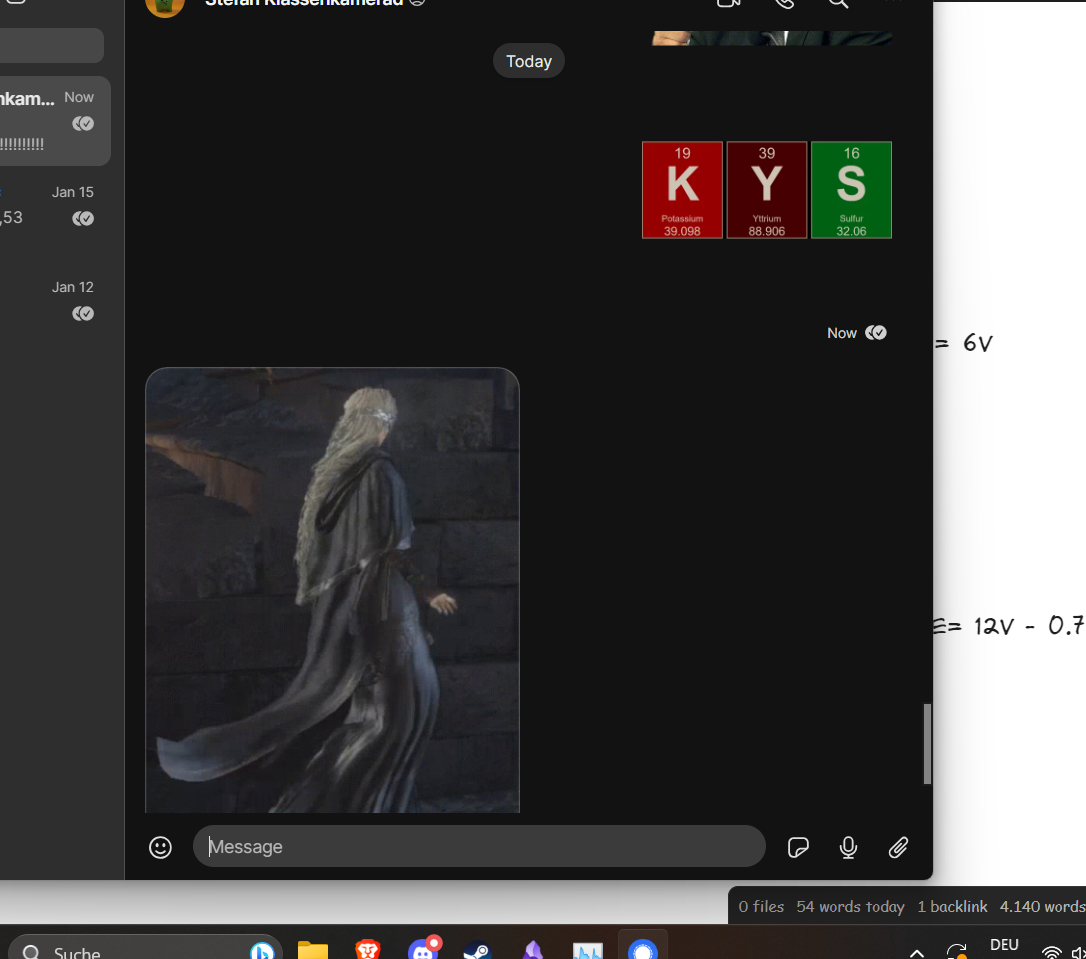 Stefan Klassenkamerad
nkam... Now
!!!!!!!!!!
Jan 15
,53
Jan 12
Today
19
K
Potassium
39.098
39
Y
Yttrium
88.906
16
S
Sulfur
32.06
Now
Message
= 6V
= 12V - 0.7
0 files 54 words today 1 backlink 4.140 words
Suche
DEU